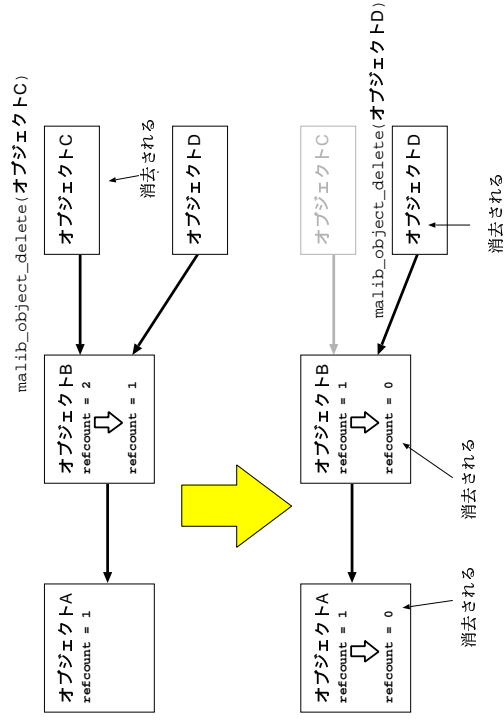 malib_object_delete(オブジェクトC)
オブジェクトC
消去される
オブジェクトD
オブジェクトB
refcount = 2
refcount = 1
オブジェクトA
refcount = 1
オブジェクトC
malib_object_delete(オブジェクトD)
オブジェクトD
消去される
オブジェクトB
refcount = 1
refcount = 0
消去される
オブジェクトA
refcount = 1
refcount = 0
消去される